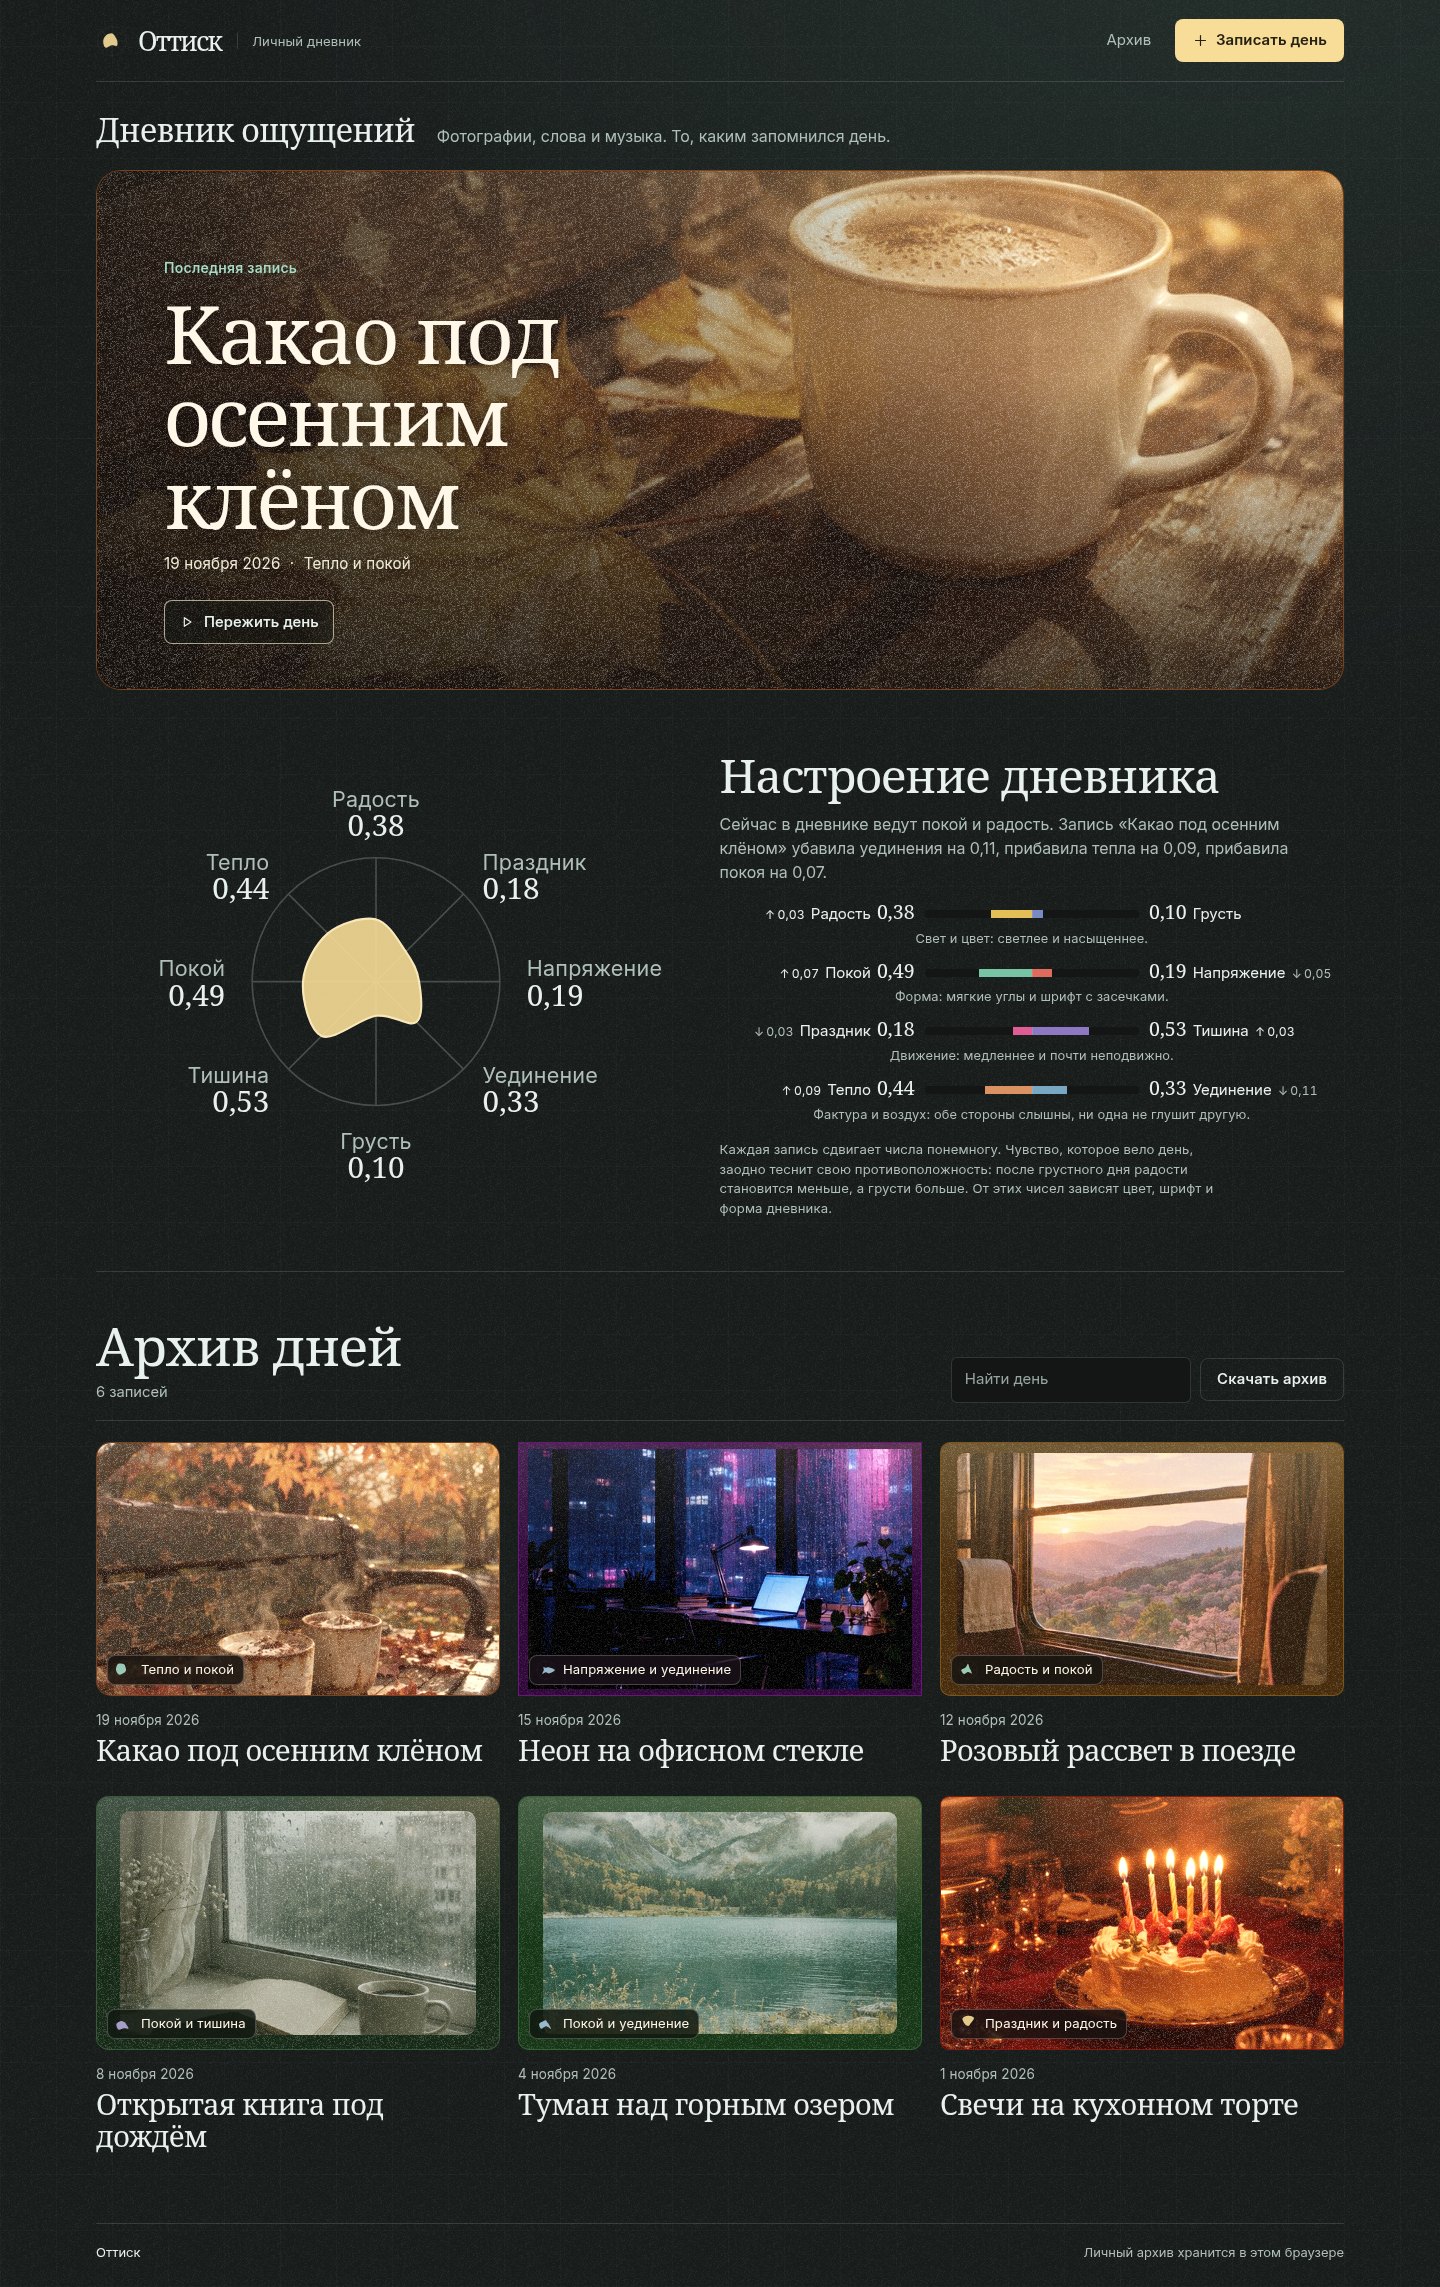 Оттиск
Личный дневник
Архив
Записать день
Дневник ощущений
Фотографии, слова и музыка. То, каким запомнился день.
Последняя запись
Какао под
осенним
клёном
19 ноября 2026 · Тепло и покой
Пережить день
Радость
0,38
Тепло
0,44
Праздник
0,18
Покой
0,49
Напряжение
0,19
Тишина
0,53
Уединение
0,33
Грусть
0,10
Настроение дневника
Сейчас в дневнике ведут покой и радость. Запись «Какао под осенним
клёном» убавила уединения на 0,11, прибавила тепла на 0,09, прибавила
покоя на 0,07.
↑ 0,03 Радость 0,38 0,10 Грусть
Свет и цвет: светлее и насыщеннее.
↑ 0,07 Покой 0,49 0,19 Напряжение ↓ 0,05
Форма: мягкие углы и шрифт с засечками.
↓ 0,03 Праздник 0,18 0,53 Тишина ↑ 0,03
Движение: медленнее и почти неподвижно.
↑ 0,09 Тепло 0,44 0,33 Уединение ↓ 0,11
Фактура и воздух: обе стороны слышны, ни одна не глушит другую.
Каждая запись сдвигает числа понемногу. Чувство, которое вело день,
заодно теснит свою противоположность: после грустного дня радости
становится меньше, а грусти больше. От этих чисел зависят цвет, шрифт и
форма дневника.
Архив дней
6 записей
Найти день
Скачать архив
Тепло и покой
Напряжение и уединение
Радость и покой
19 ноября 2026
Какао под осенним клёном
15 ноября 2026
Неон на офисном стекле
12 ноября 2026
Розовый рассвет в поезде
Покой и тишина
Покой и уединение
Праздник и радость
8 ноября 2026
Открытая книга под
дождём
4 ноября 2026
Туман над горным озером
1 ноября 2026
Свечи на кухонном торте
Оттиск
Личный архив хранится в этом браузере